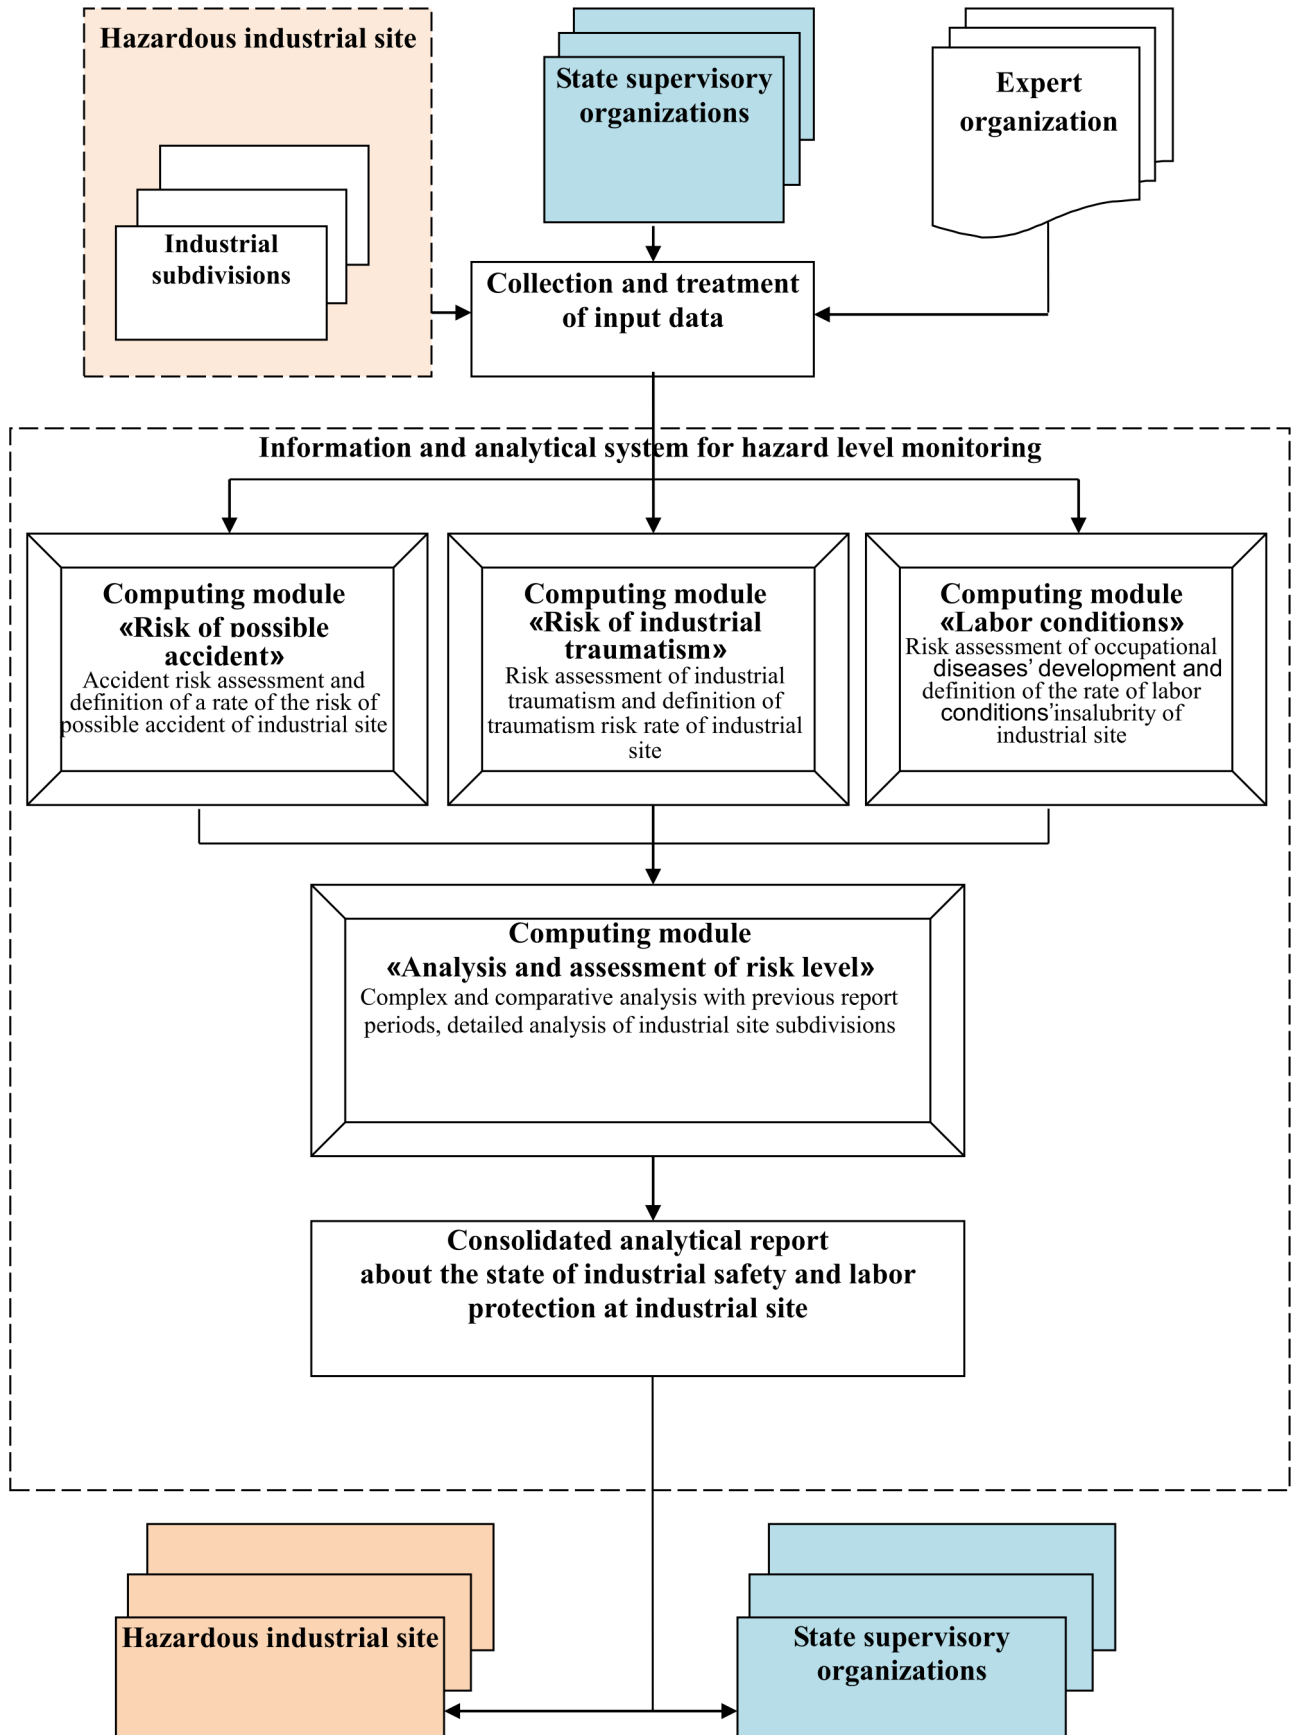 Hazardous industrial site
Industrial
subdivisions
State supervisory
organizations
Expert
organization
Collection and treatment
of input data
Information and analytical system for hazard level monitoring
Computing module
«Risk of possible
accident»
Accident risk assessment and
definition of a rate of the risk of
possible accident of industrial site
Computing module
«Risk of industrial
traumatism»
Risk assessment of industrial
traumatism and definition of
traumatism risk rate of industrial
site
Computing module
«Labor conditions»
Risk assessment of occupational
diseases’ development and
definition of the rate of labor
conditions’insalubrity of
industrial site
Computing module
«Analysis and assessment of risk level»
Complex and comparative analysis with previous report
periods, detailed analysis of industrial site subdivisions
Consolidated analytical report
about the state of industrial safety and labor
protection at industrial site
Hazardous industrial site
State supervisory
organizations